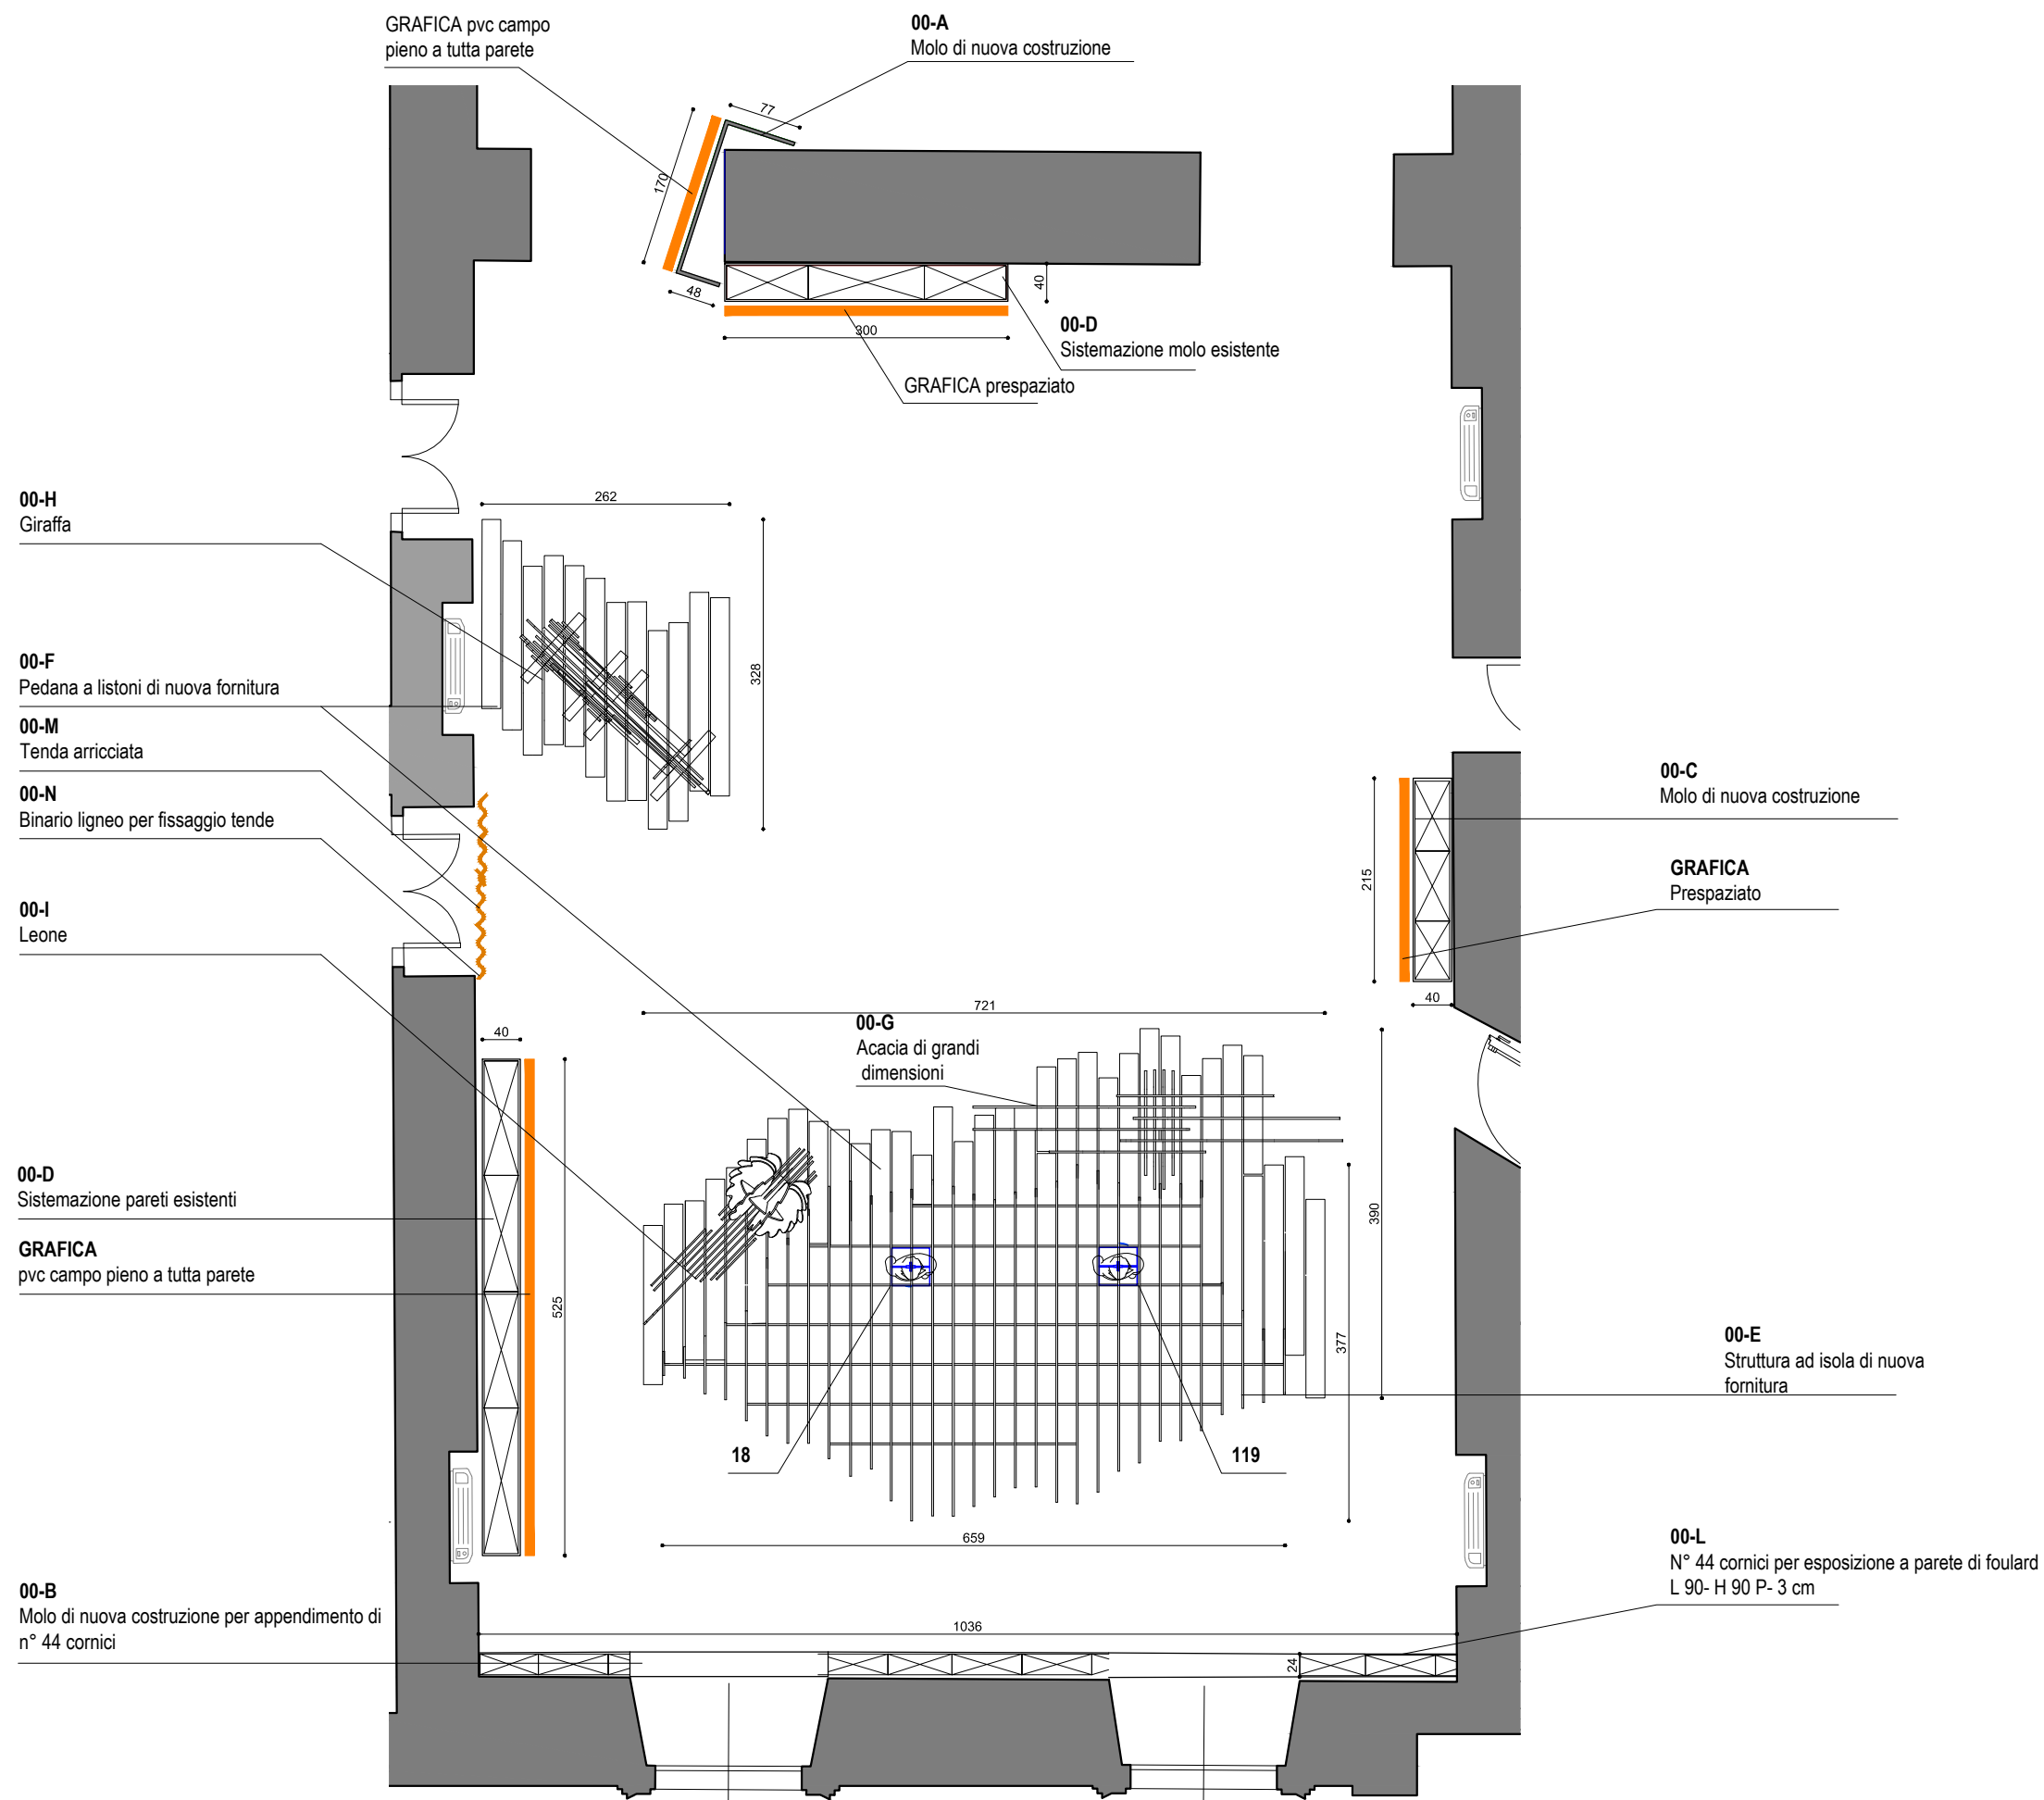 GRAFICA pvc campo
pieno a tutta parete
00-A
Molo di nuova costruzione
77
170
48
40
300
00-D
Sistemazione molo esistente
GRAFICA prespaziato
00-H
Giraffa
262
328
00-F
Pedana a listoni di nuova fornitura
00-M
Tenda arricciata
00-N
Binario ligneo per fissaggio tende
00-I
Leone
00-C
Molo di nuova costruzione
GRAFICA
Prespaziato
215
40
721
00-G
Acacia di grandi
dimensioni
40
00-D
Sistemazione pareti esistenti
GRAFICA
pvc campo pieno a tutta parete
525
390
377
00-E
Struttura ad isola di nuova
fornitura
18
119
659
00-L
N° 44 cornici per esposizione a parete di foulard
L 90- H 90 P- 3 cm
00-B
Molo di nuova costruzione per appendimento di
n° 44 cornici
1036
24